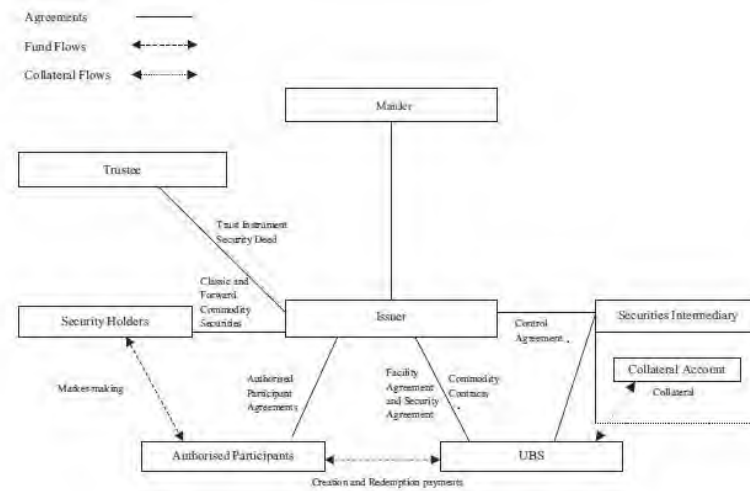 Agreements
Fund Flows
Collateral Flows
Trustee
Trust Instrument
Security Deed
Classic and
Forward
Commodity
Securities
Security Holders
Issuer
Control
Agreement
Securities Intermediary
Collateral Account
Collateral
Market-making
Authorised
Participant
Agreements
Facility
Agreement
and Security
Agreement
Commodity
Contracts
Authorised Participants
UBS
Creation and Redemption payments